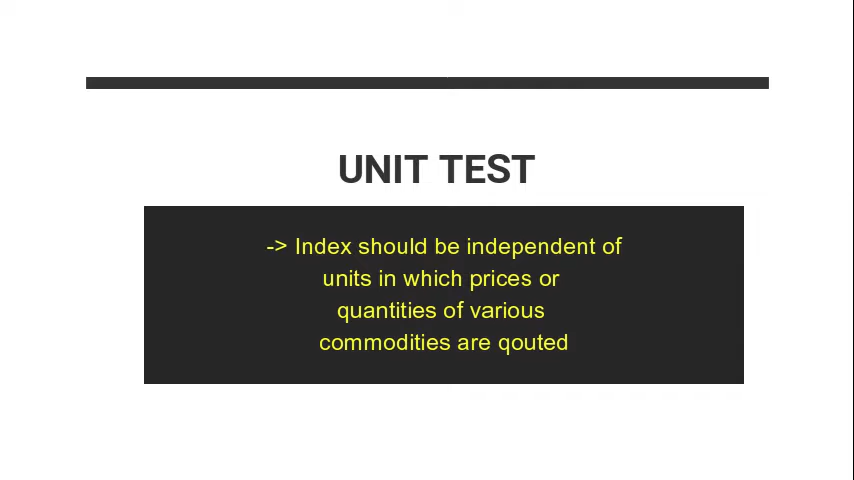 UNIT TEST
-> Index should be independent of
units in which prices or
quantities of various
commodities are qouted